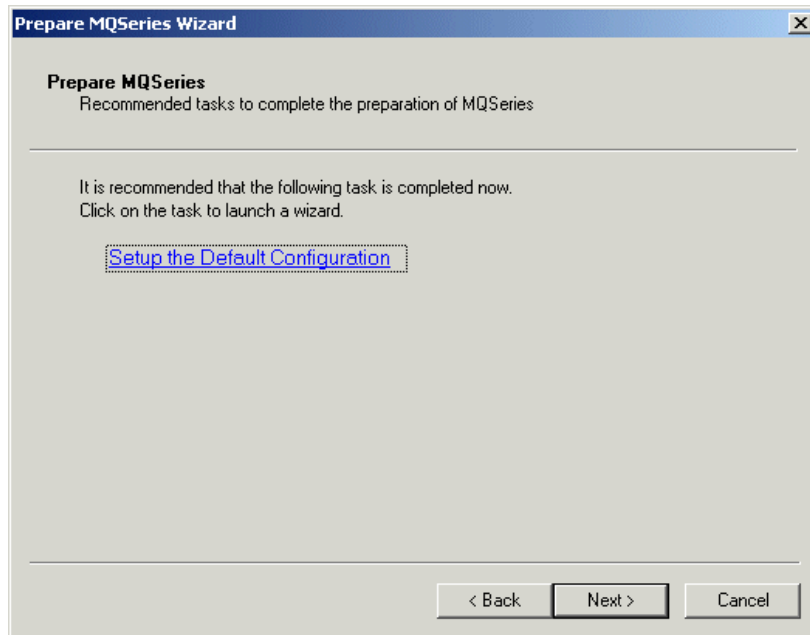 Prepare MQSeries Wizard
Prepare MQSeries
Recommended tasks to complete the preparation of MQSeries
It is recommended that the following task is completed now.
Click on the task to launch a wizard.
Setup the Default Configuration
< Back Next > Cancel